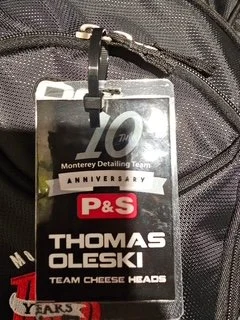 10TH
Monterey Detailing Team
ANNIVERSARY
P&S
THOMAS
OLESKI
TEAM CHEESE HEADS
YEARS